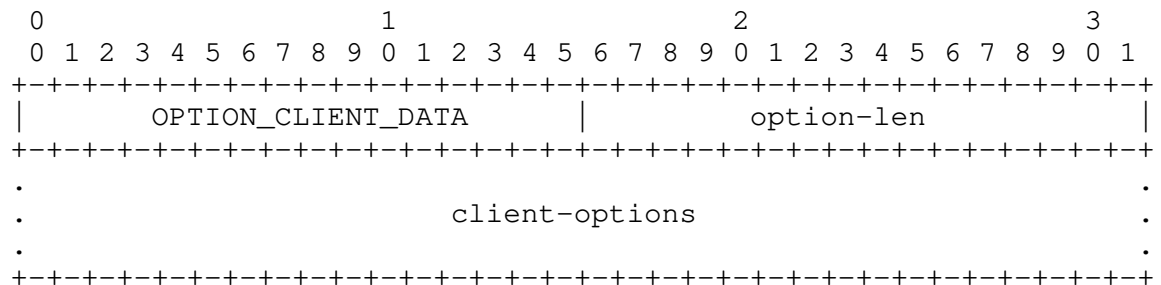 0                   1                   2                   3
0 1 2 3 4 5 6 7 8 9 0 1 2 3 4 5 6 7 8 9 0 1 2 3 4 5 6 7 8 9 0 1
+-+-+-+-+-+-+-+-+-+-+-+-+-+-+-+-+-+-+-+-+-+-+-+-+-+-+-+-+-+-+-+-+
|       OPTION_CLIENT_DATA      |         option-len            |
+-+-+-+-+-+-+-+-+-+-+-+-+-+-+-+-+-+-+-+-+-+-+-+-+-+-+-+-+-+-+-+-+
.                                                               .
.                        client-options                         .
.                                                               .
+-+-+-+-+-+-+-+-+-+-+-+-+-+-+-+-+-+-+-+-+-+-+-+-+-+-+-+-+-+-+-+-+